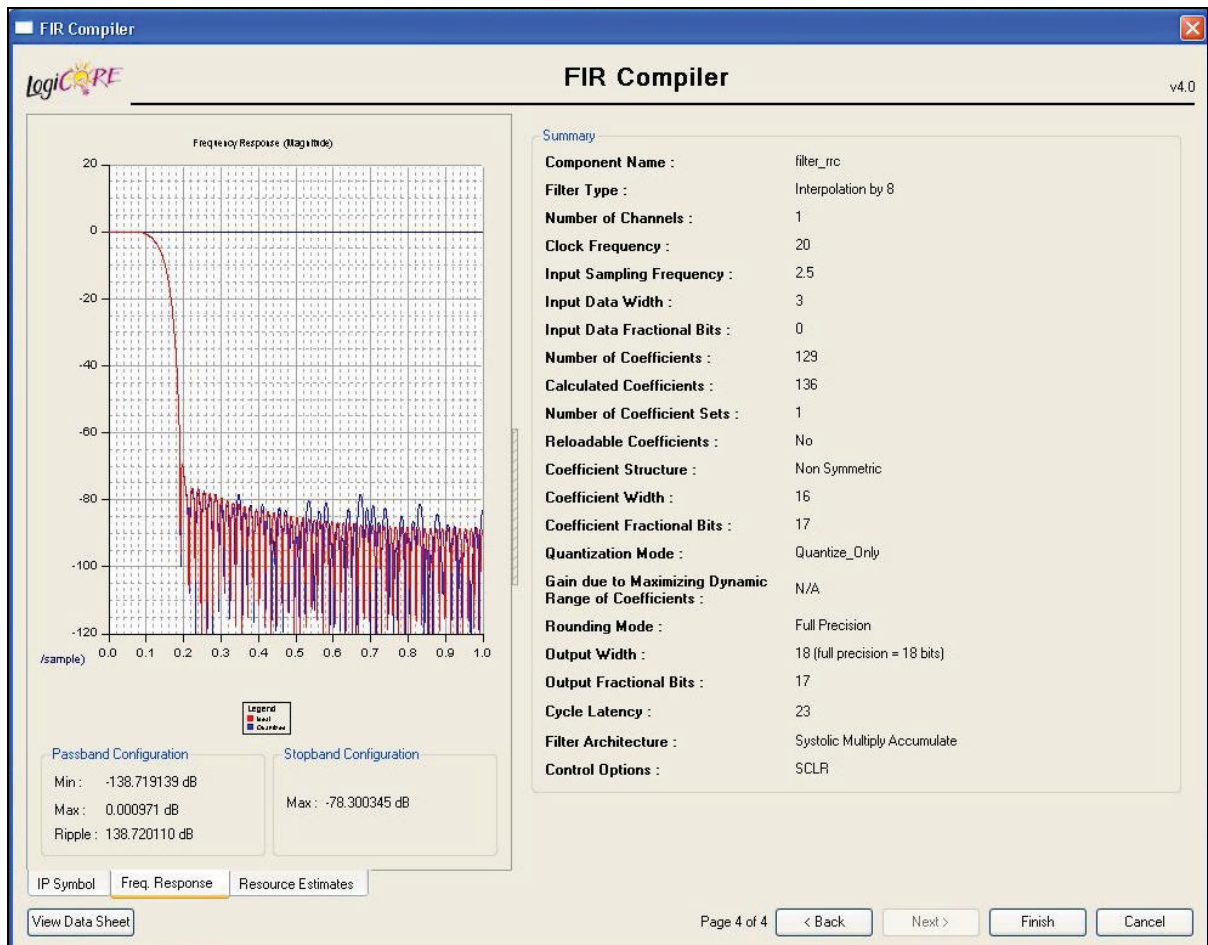 FIR Compiler
LogiCORE
FIR Compiler
v4.0
Frequency Response (Magnitude)
20
0
-20
-40
-60
-80
-100
-120
/sample)
0.0 0.1 0.2 0.3 0.4 0.5 0.6 0.7 0.8 0.9 1.0
Legend
Ideal
Quantized
Passband Configuration
Min : -138.719139 dB
Max : 0.000971 dB
Ripple : 138.720110 dB
Stopband Configuration
Max : -78.300345 dB
IP Symbol
Freq. Response
Resource Estimates
Summary
Component Name : filter_rrc
Filter Type : Interpolation by 8
Number of Channels : 1
Clock Frequency : 20
Input Sampling Frequency : 2.5
Input Data Width : 3
Input Data Fractional Bits : 0
Number of Coefficients : 129
Calculated Coefficients : 136
Number of Coefficient Sets : 1
Reloadable Coefficients : No
Coefficient Structure : Non Symmetric
Coefficient Width : 16
Coefficient Fractional Bits : 17
Quantization Mode : Quantize_Only
Gain due to Maximizing Dynamic
Range of Coefficients : N/A
Rounding Mode : Full Precision
Output Width : 18 (full precision = 18 bits)
Output Fractional Bits : 17
Cycle Latency : 23
Filter Architecture : Systolic Multiply Accumulate
Control Options : SCLR
View Data Sheet
Page 4 of 4
< Back
Next >
Finish
Cancel